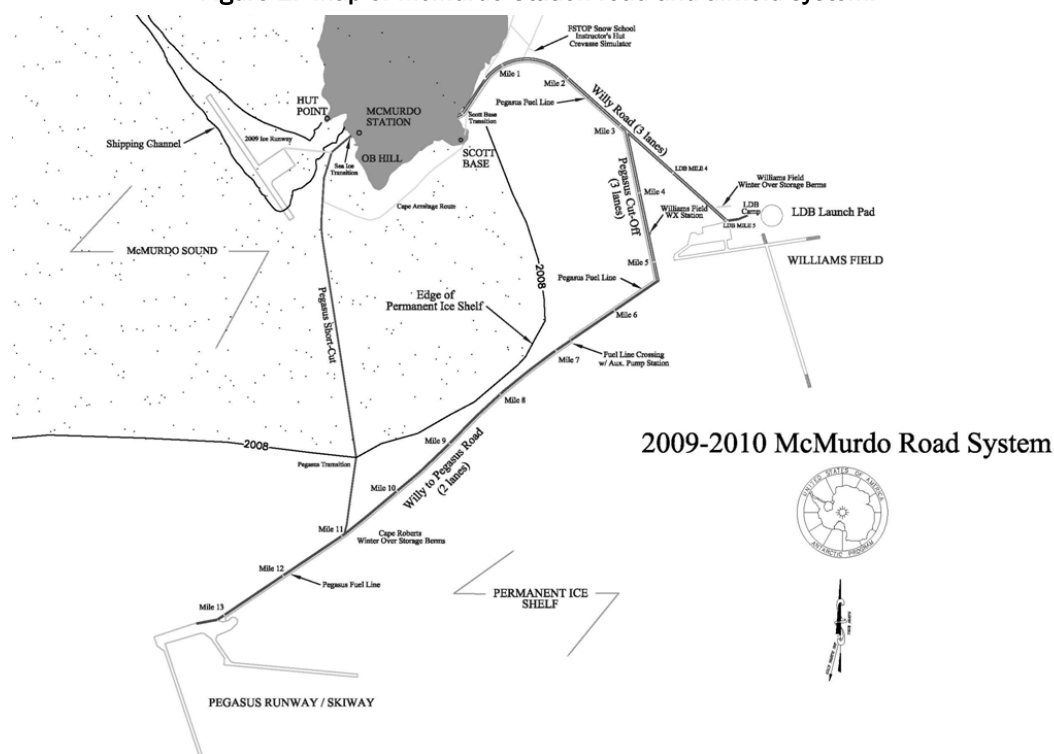 Figure 2. Map of McMurdo Station road and airfield system.
FSTOP Snow School
Instructor's Hut
Crevasse Simulator
Mile 1
Mile 2
Pegasus Fuel Line
Willy Road (3 lanes)
Mile 3
HUT
POINT
MCMURDO
STATION
Scott Base
Transition
2009 Ice Runway
Shipping Channel
OB HILL
SCOTT
BASE
Sea Ice
Transition
LDB MILE 4
Pegasus Cut-Off
(3 lanes)
Mile 4
Williams Field
Winter Over Storage Berms
Cape Armitage Route
Williams Field
WX Station
LDB
Camp
LDB Launch Pad
LDB MILE 5
McMURDO SOUND
WILLIAMS FIELD
Mile 5
2008
Pegasus Fuel Line
Edge of
Permanent Ice Shelf
Pegasus Short-Cut
Mile 6
Mile 7
Fuel Line Crossing
w/ Aux. Pump Station
Mile 8
2008
Mile 9
2009-2010 McMurdo Road System
Pegasus Transition
Willy to Pegasus Road
(2 lanes)
Mile 10
UNITED STATES OF AMERICA
ANTARCTIC PROGRAM
Mile 11
Cape Roberts
Winter Over Storage Berms
Mile 12
Pegasus Fuel Line
PERMANENT ICE
SHELF
Mile 13
PEGASUS RUNWAY / SKIWAY